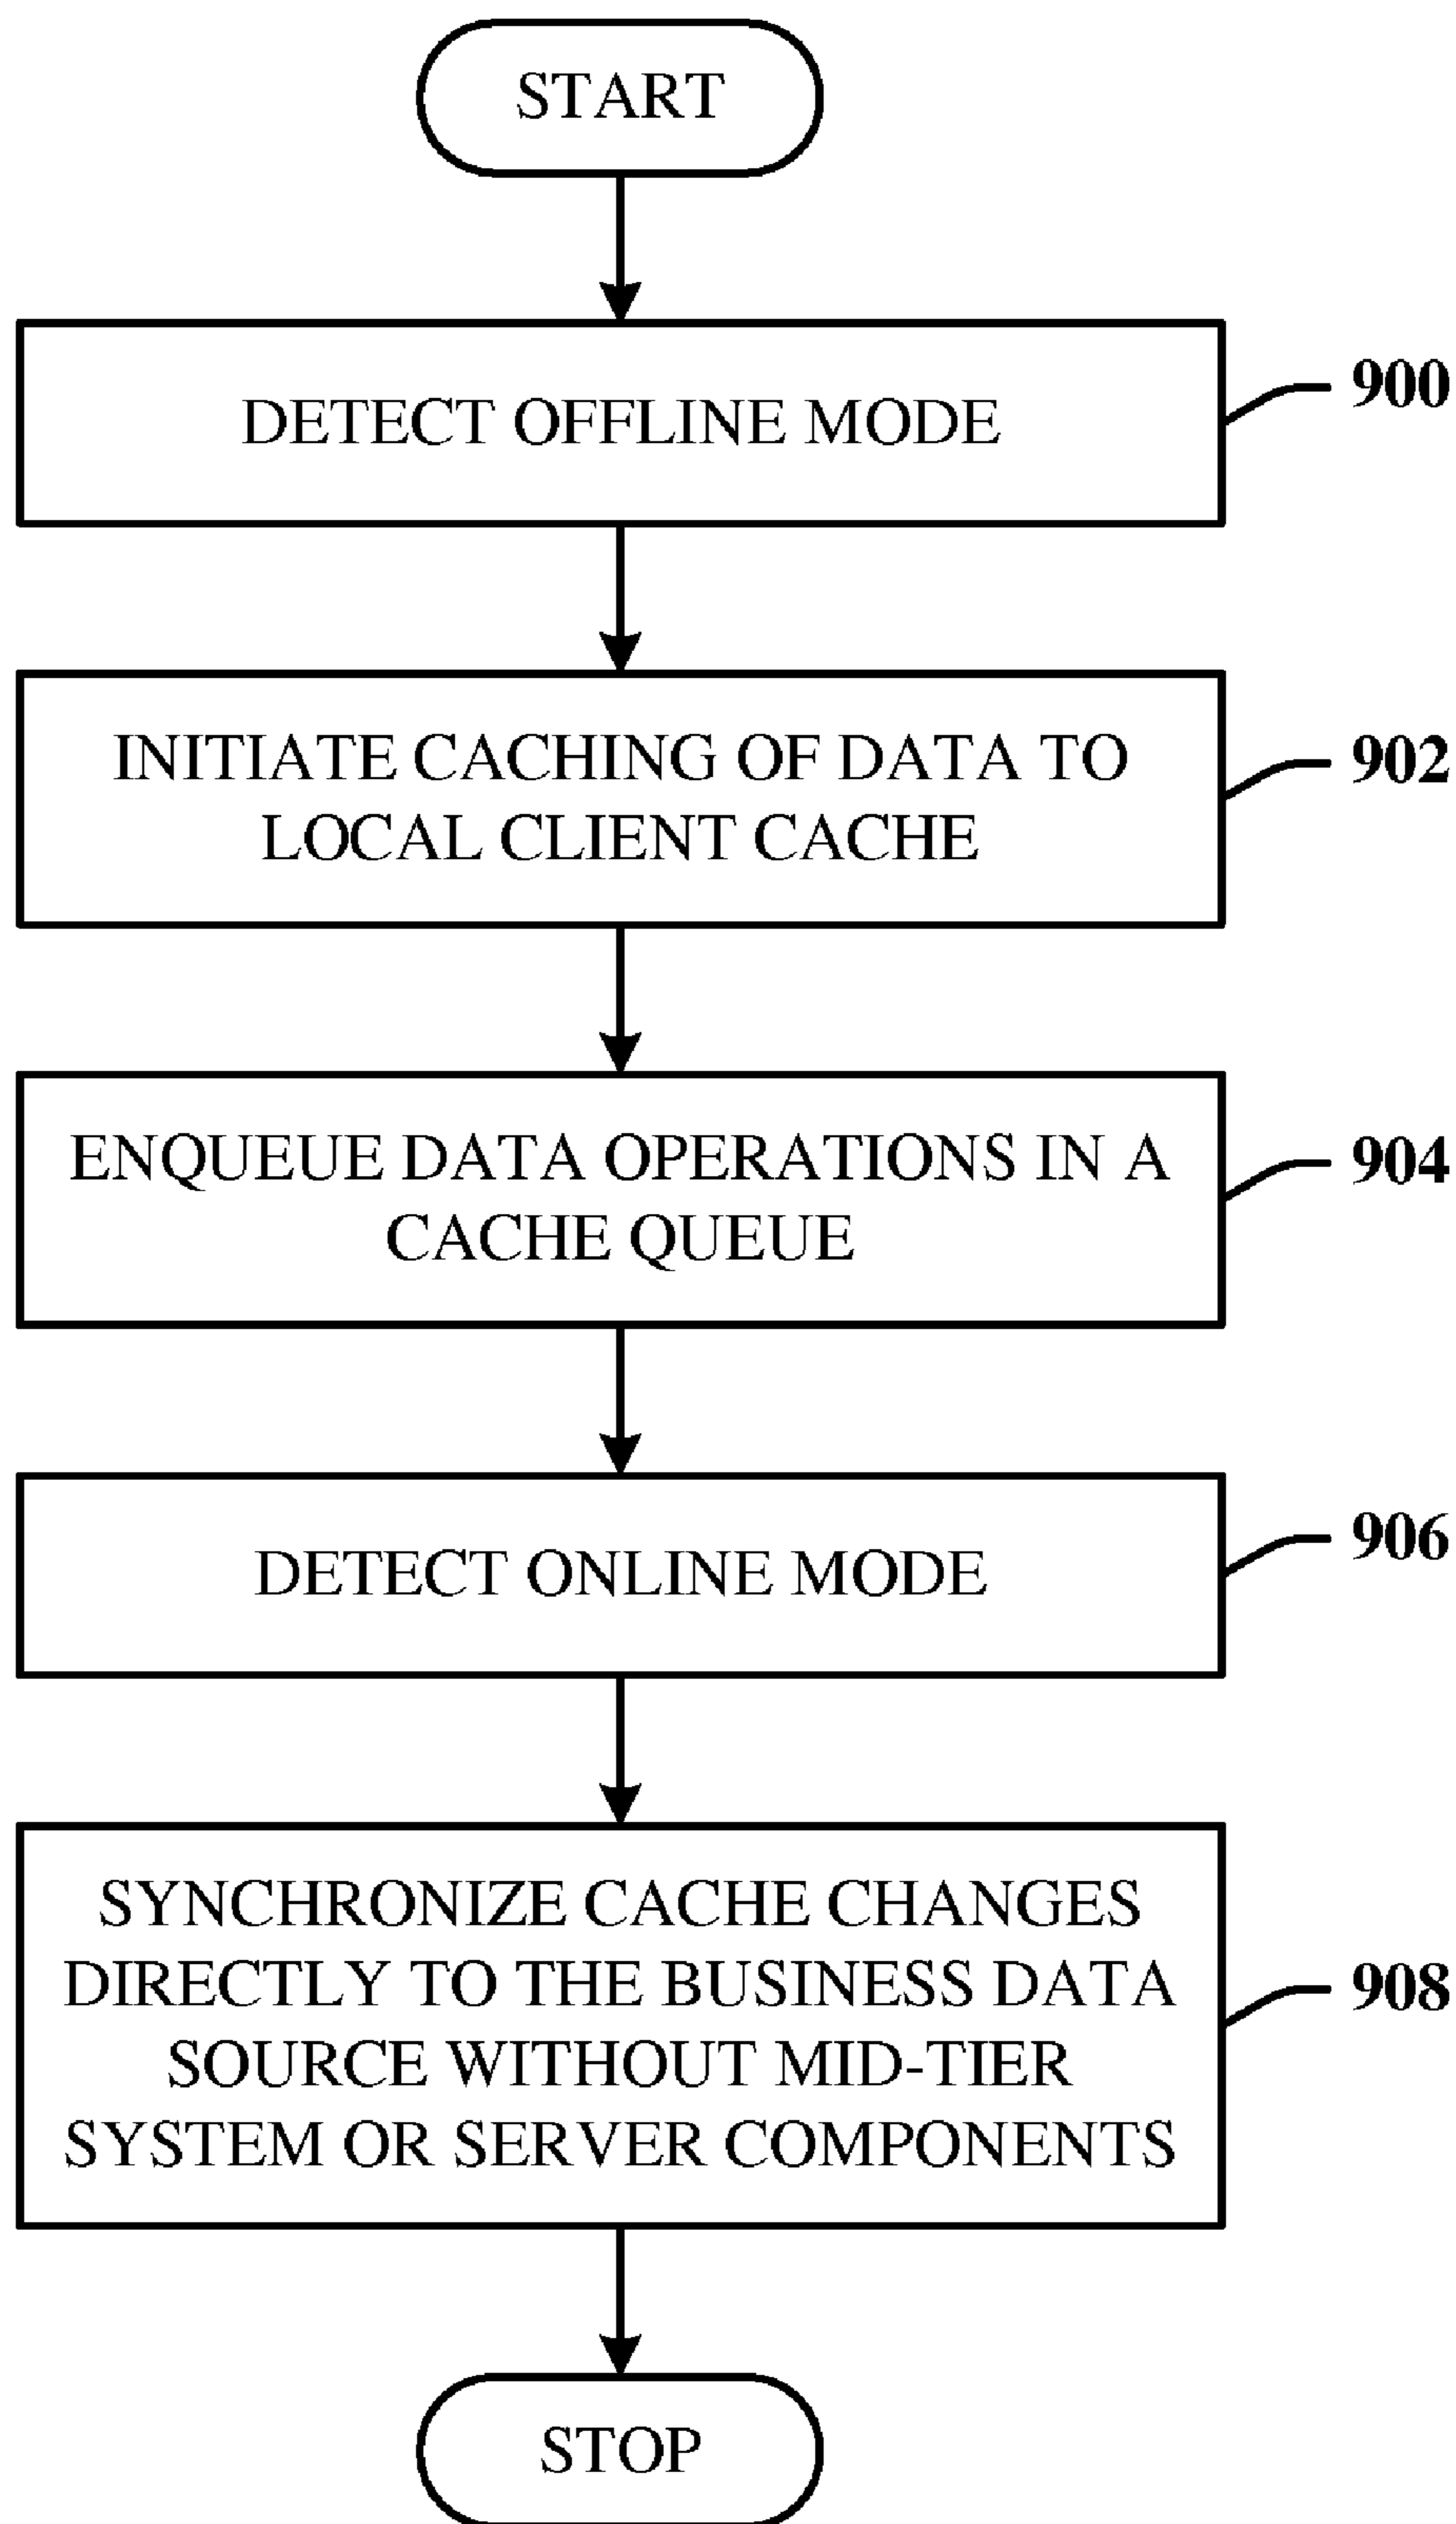 START
DETECT OFFLINE MODE
900
INITIATE CACHING OF DATA TO
LOCAL CLIENT CACHE
902
ENQUEUE DATA OPERATIONS IN A
CACHE QUEUE
904
DETECT ONLINE MODE
906
SYNCHRONIZE CACHE CHANGES
DIRECTLY TO THE BUSINESS DATA
SOURCE WITHOUT MID-TIER
SYSTEM OR SERVER COMPONENTS
908
STOP